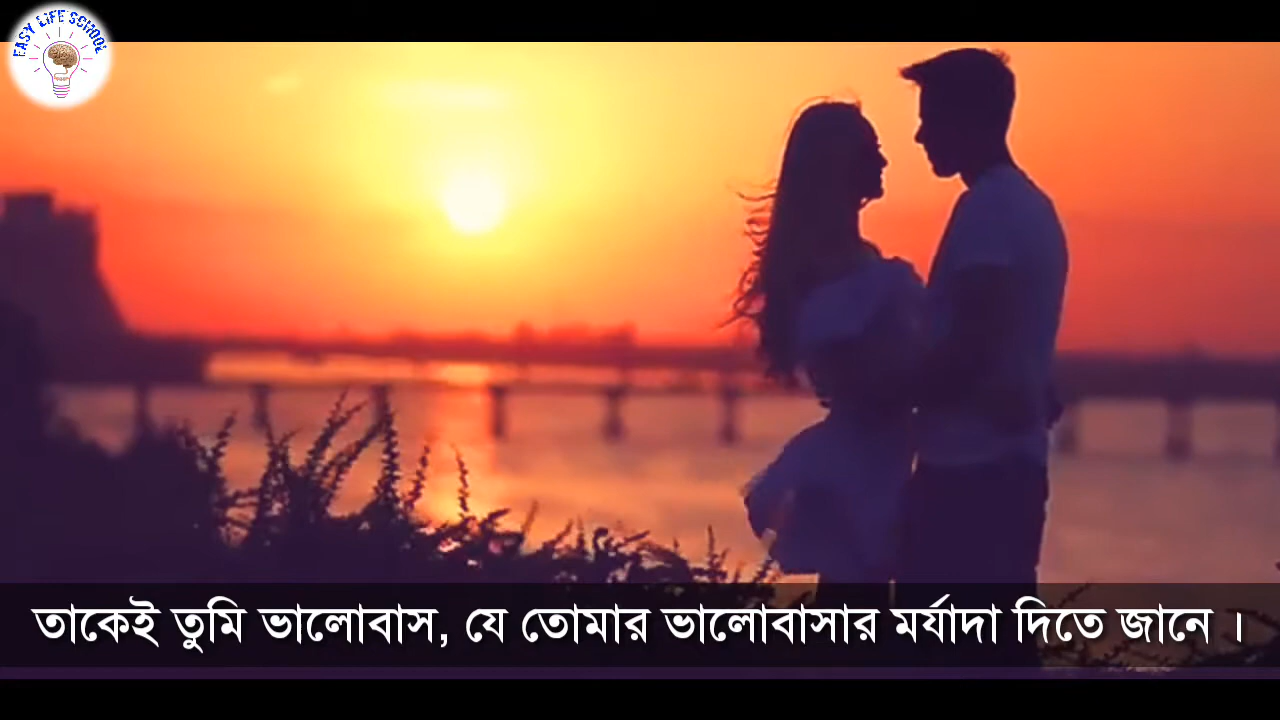 EASY LIFE SCHOOL
তাকেই তুমি ভালোবাস, যে তোমার ভালোবাসার মর্যাদা দিতে জানে ।